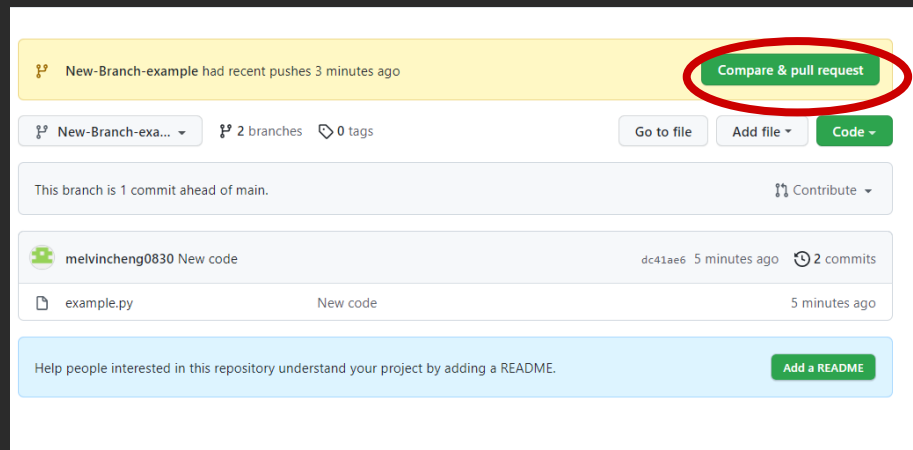 New-Branch-example had recent pushes 3 minutes ago Compare & pull request
New-Branch-exa... 2 branches 0 tags Go to file Add file Code
This branch is 1 commit ahead of main. Contribute
melvincheng0830 New code dc41ae6 5 minutes ago 2 commits
example.py New code 5 minutes ago
Help people interested in this repository understand your project by adding a README. Add a README